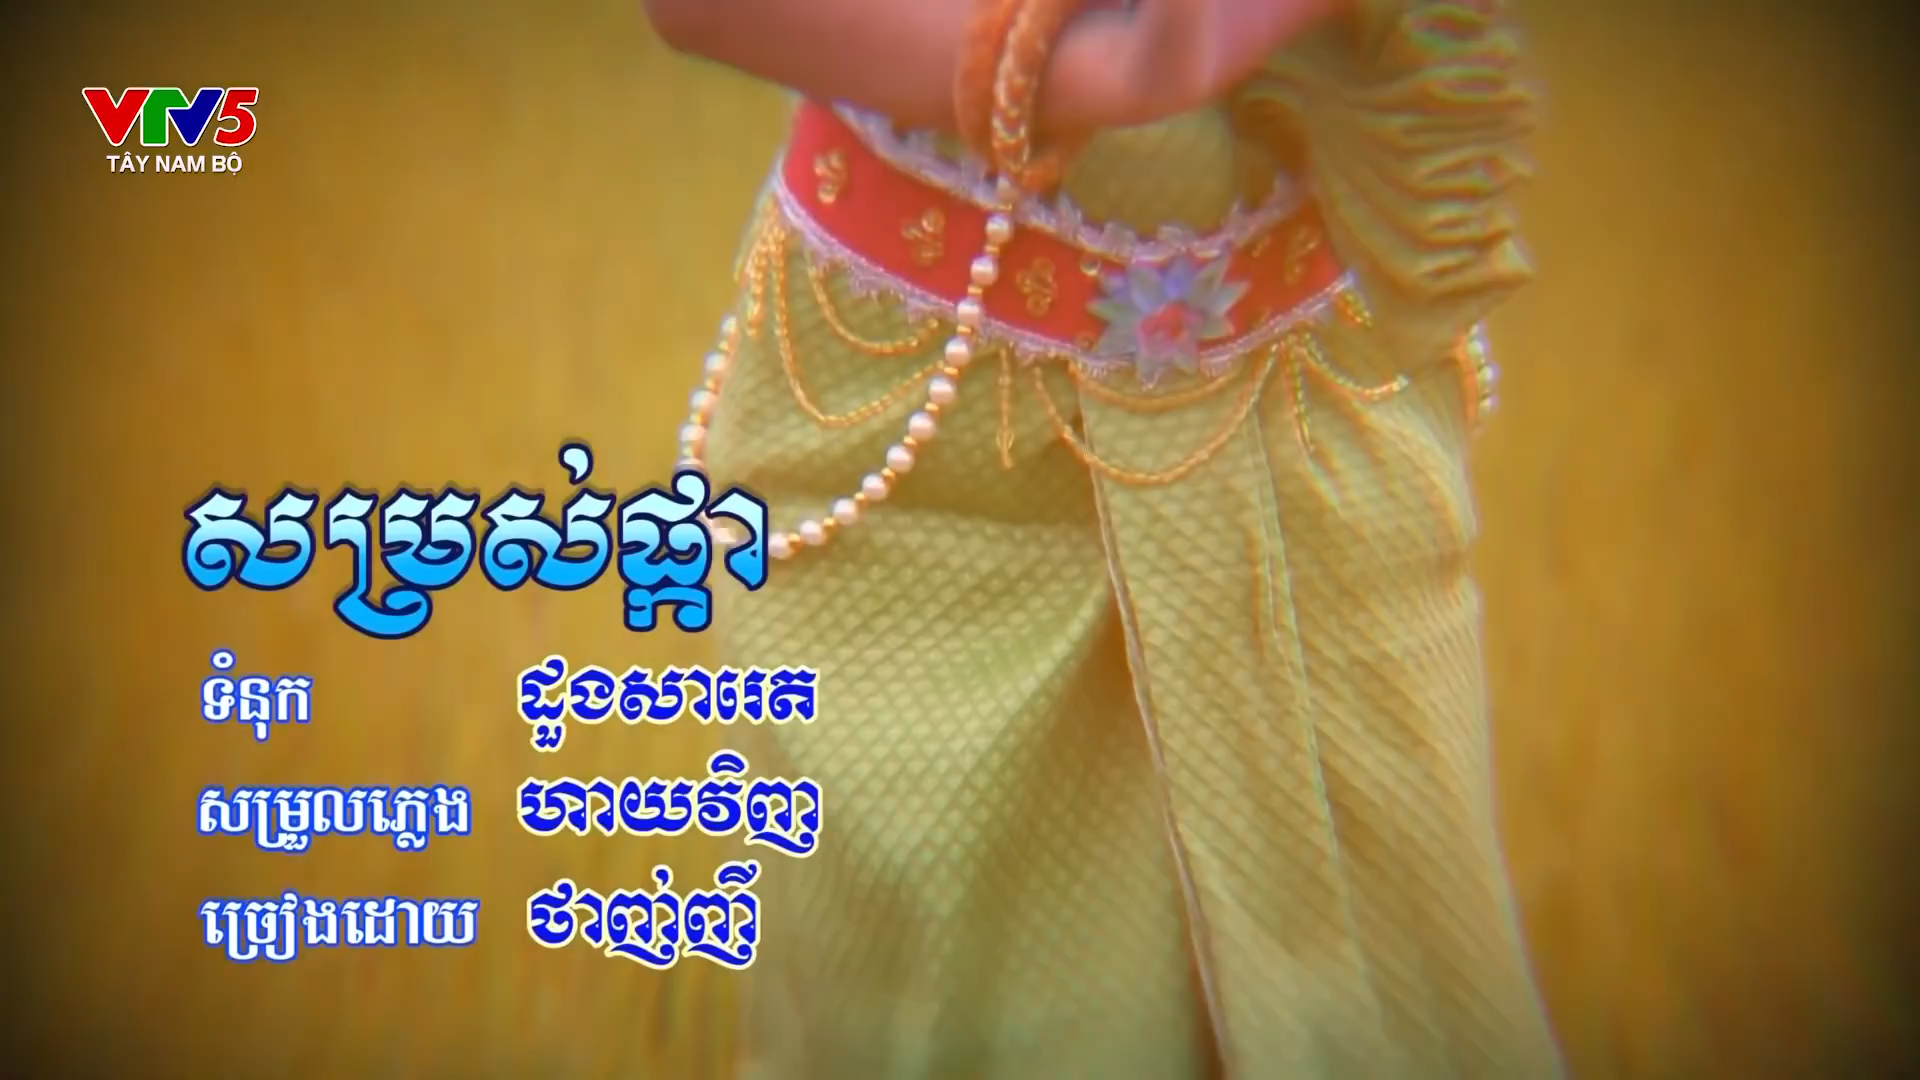 VTV5
TÂY NAM BỘ
សប្រស់ផ្កា
ទំនុក ដួងសារេត
សម្រួលភ្លេង ហាយវិញ
ច្រៀងដោយ ថាញ់ញី